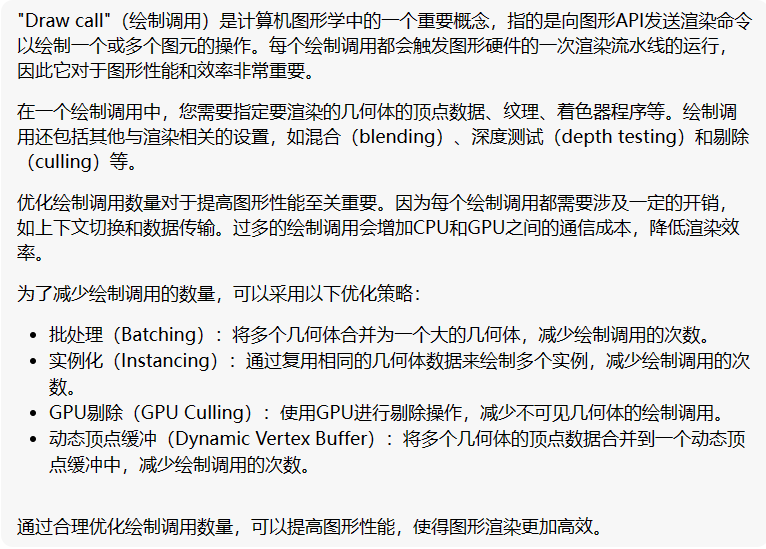 "Draw call"（绘制调用）是计算机图形学中的一个重要概念，指的是向图形API发送渲染命令
以绘制一个或多个图元的操作。每个绘制调用都会触发图形硬件的一次渲染流水线的运行，
因此它对于图形性能和效率非常重要。
在一个绘制调用中，您需要指定要渲染的几何体的顶点数据、纹理、着色器程序等。绘制调
用还包括其他与渲染相关的设置，如混合（blending）、深度测试（depth testing）和剔除
（culling）等。
优化绘制调用数量对于提高图形性能至关重要。因为每个绘制调用都需要涉及一定的开销，
如上下文切换和数据传输。过多的绘制调用会增加CPU和GPU之间的通信成本，降低渲染效
率。
为了减少绘制调用的数量，可以采用以下优化策略：
• 批处理（Batching）：将多个几何体合并为一个大的几何体，减少绘制调用的次数。
• 实例化（Instancing）：通过复用相同的几何体数据来绘制多个实例，减少绘制调用的次
数。
• GPU剔除（GPU Culling）：使用GPU进行剔除操作，减少不可见几何体的绘制调用。
• 动态顶点缓冲（Dynamic Vertex Buffer）：将多个几何体的顶点数据合并到一个动态顶
点缓冲中，减少绘制调用的次数。
通过合理优化绘制调用数量，可以提高图形性能，使得图形渲染更加高效。